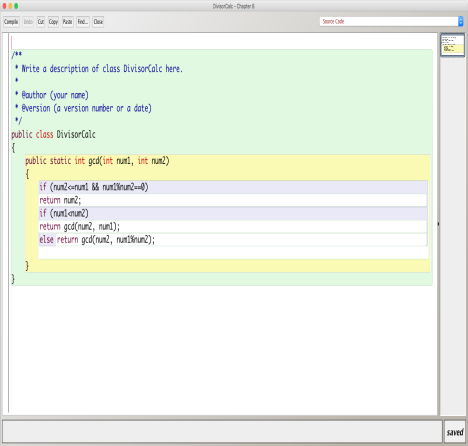 DivisorCalc - Chapter 8
Compile Undo Cut Copy Paste Find... Close
Source Code
/**
* Write a description of class DivisorCalc here.
*
* @author (your name)
* @version (a version number or a date)
*/
public class DivisorCalc
{
public static int gcd(int num1, int num2)
{
if (num2<=num1 && num1%num2==0)
return num2;
if (num1<num2)
return gcd(num2, num1);
else return gcd(num2, num1%num2);
}
}
saved